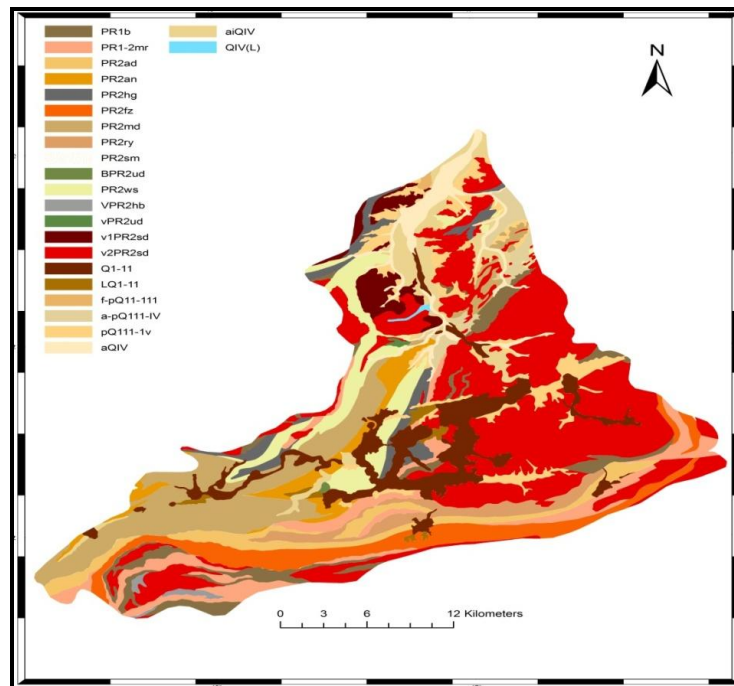 PR1b
PR1-2mr
PR2ad
PR2an
PR2hg
PR2fz
PR2md
PR2ry
PR2sm
BPR2ud
PR2ws
VPR2hb
vPR2ud
v1PR2sd
v2PR2sd
Q1-11
LQ1-11
f-pQ11-111
a-pQ111-IV
pQ111-1v
aQIV
aiQIV
QIV(L)
N
0 3 6 12 Kilometers